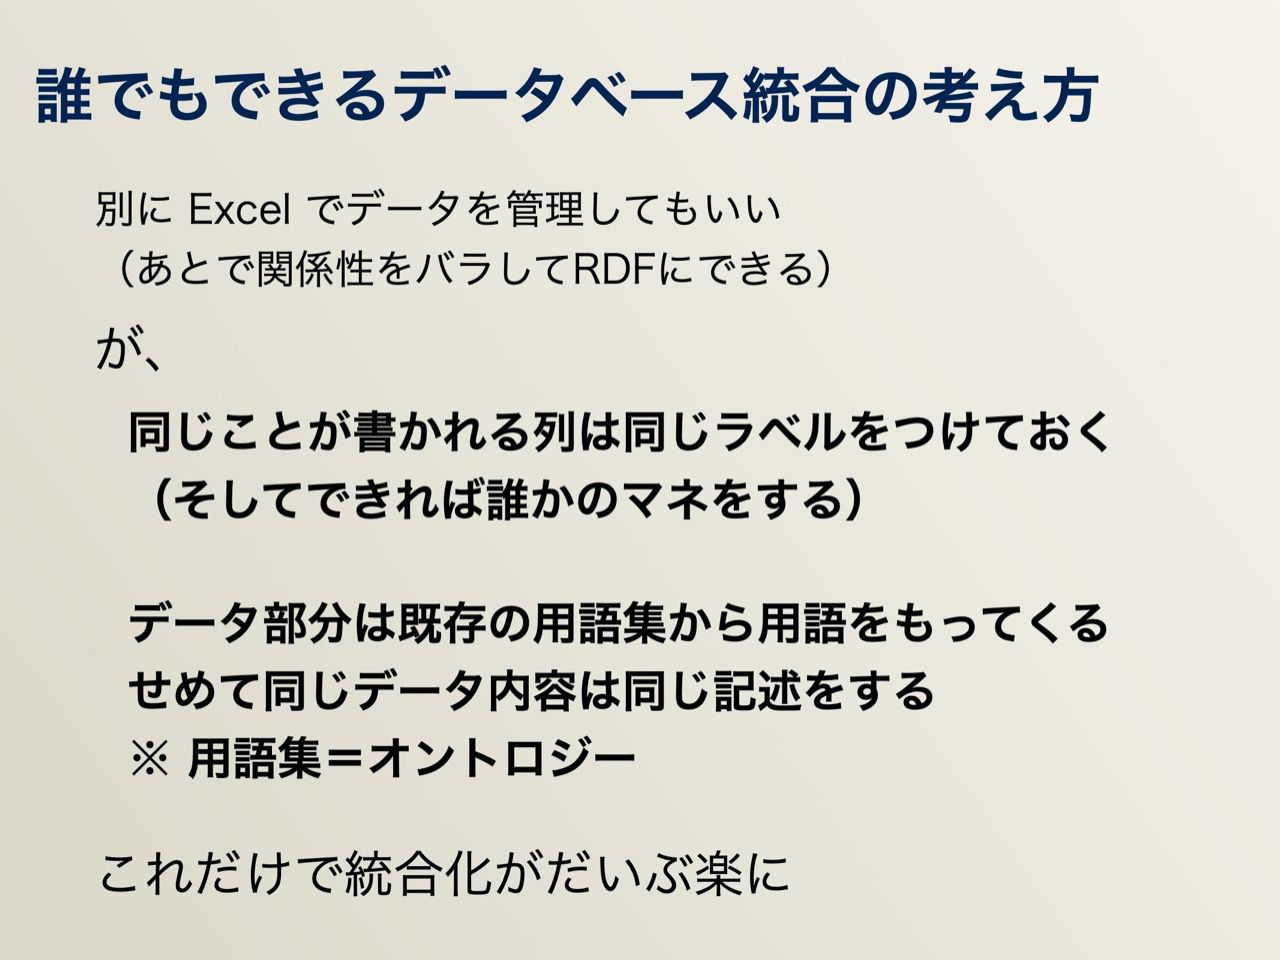 誰でもできるデータベース統合の考え方
別に Excel でデータを管理してもいい
（あとで関係性をバラしてRDFにできる）
が、
同じことが書かれる列は同じラベルをつけておく
（そしてできれば誰かのマネをする）
データ部分は既存の用語集から用語をもってくる
せめて同じデータ内容は同じ記述をする
※ 用語集＝オントロジー
これだけで統合化がだいぶ楽に